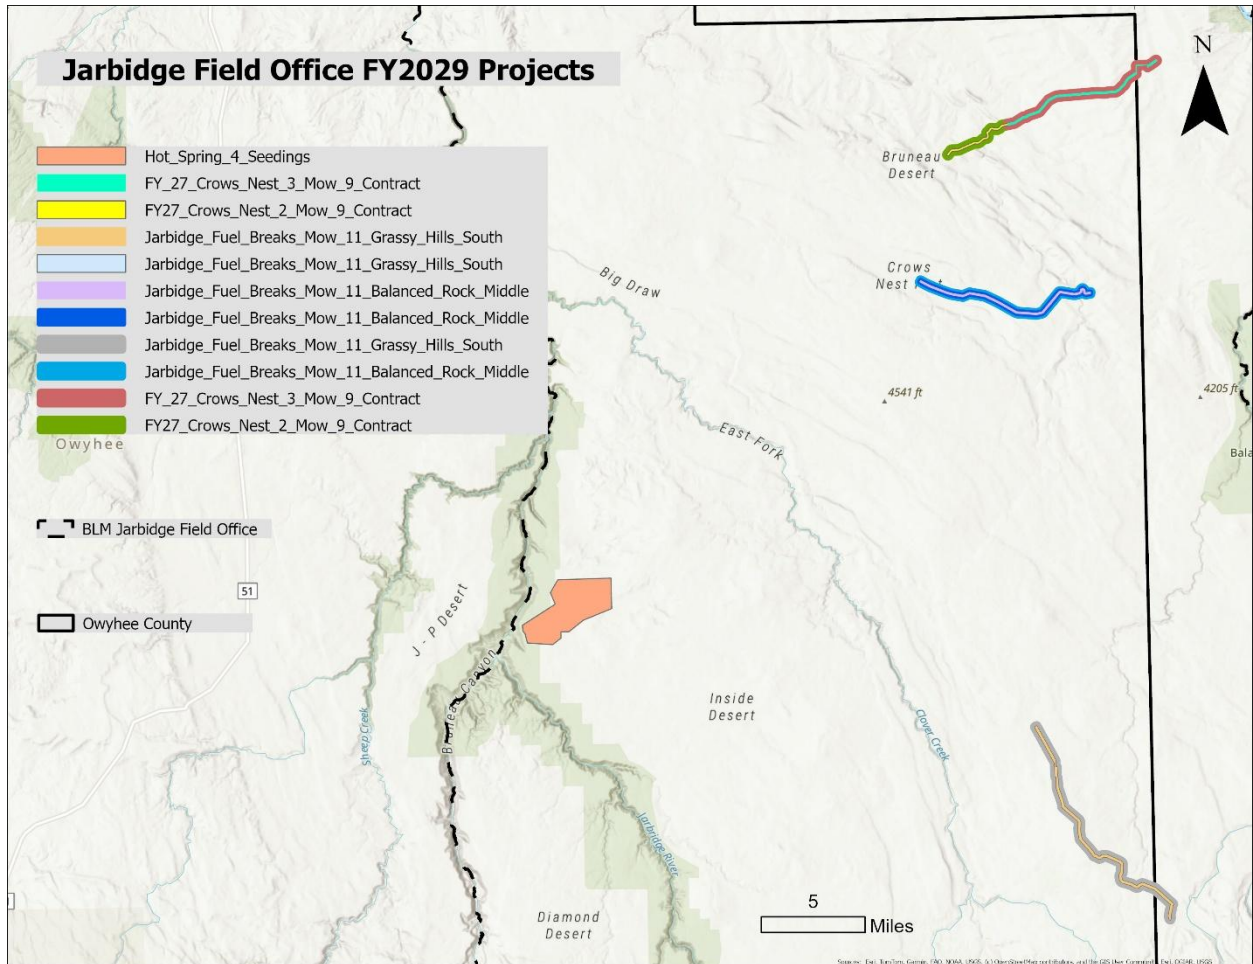 Jarbidge Field Office FY2029 Projects
N
Hot_Spring_4_Seedings
FY_27_Crows_Nest_3_Mow_9_Contract
FY27_Crows_Nest_2_Mow_9_Contract
Jarbidge_Fuel_Breaks_Mow_11_Grassy_Hills_South
Jarbidge_Fuel_Breaks_Mow_11_Grassy_Hills_South
Jarbidge_Fuel_Breaks_Mow_11_Balanced_Rock_Middle
Jarbidge_Fuel_Breaks_Mow_11_Balanced_Rock_Middle
Jarbidge_Fuel_Breaks_Mow_11_Grassy_Hills_South
Jarbidge_Fuel_Breaks_Mow_11_Balanced_Rock_Middle
FY_27_Crows_Nest_3_Mow_9_Contract
FY27_Crows_Nest_2_Mow_9_Contract
Owyhee
BLM Jarbidge Field Office
51
Owyhee County
Bruneau
Desert
Big Draw
Crows
Nest
4541 ft
4205 ft
East Fork
Bala
J - P Desert
Bruneau Canyon
Sheep Creek
Inside
Desert
Clover Creek
Jarbridge River
Diamond
Desert
5
Miles